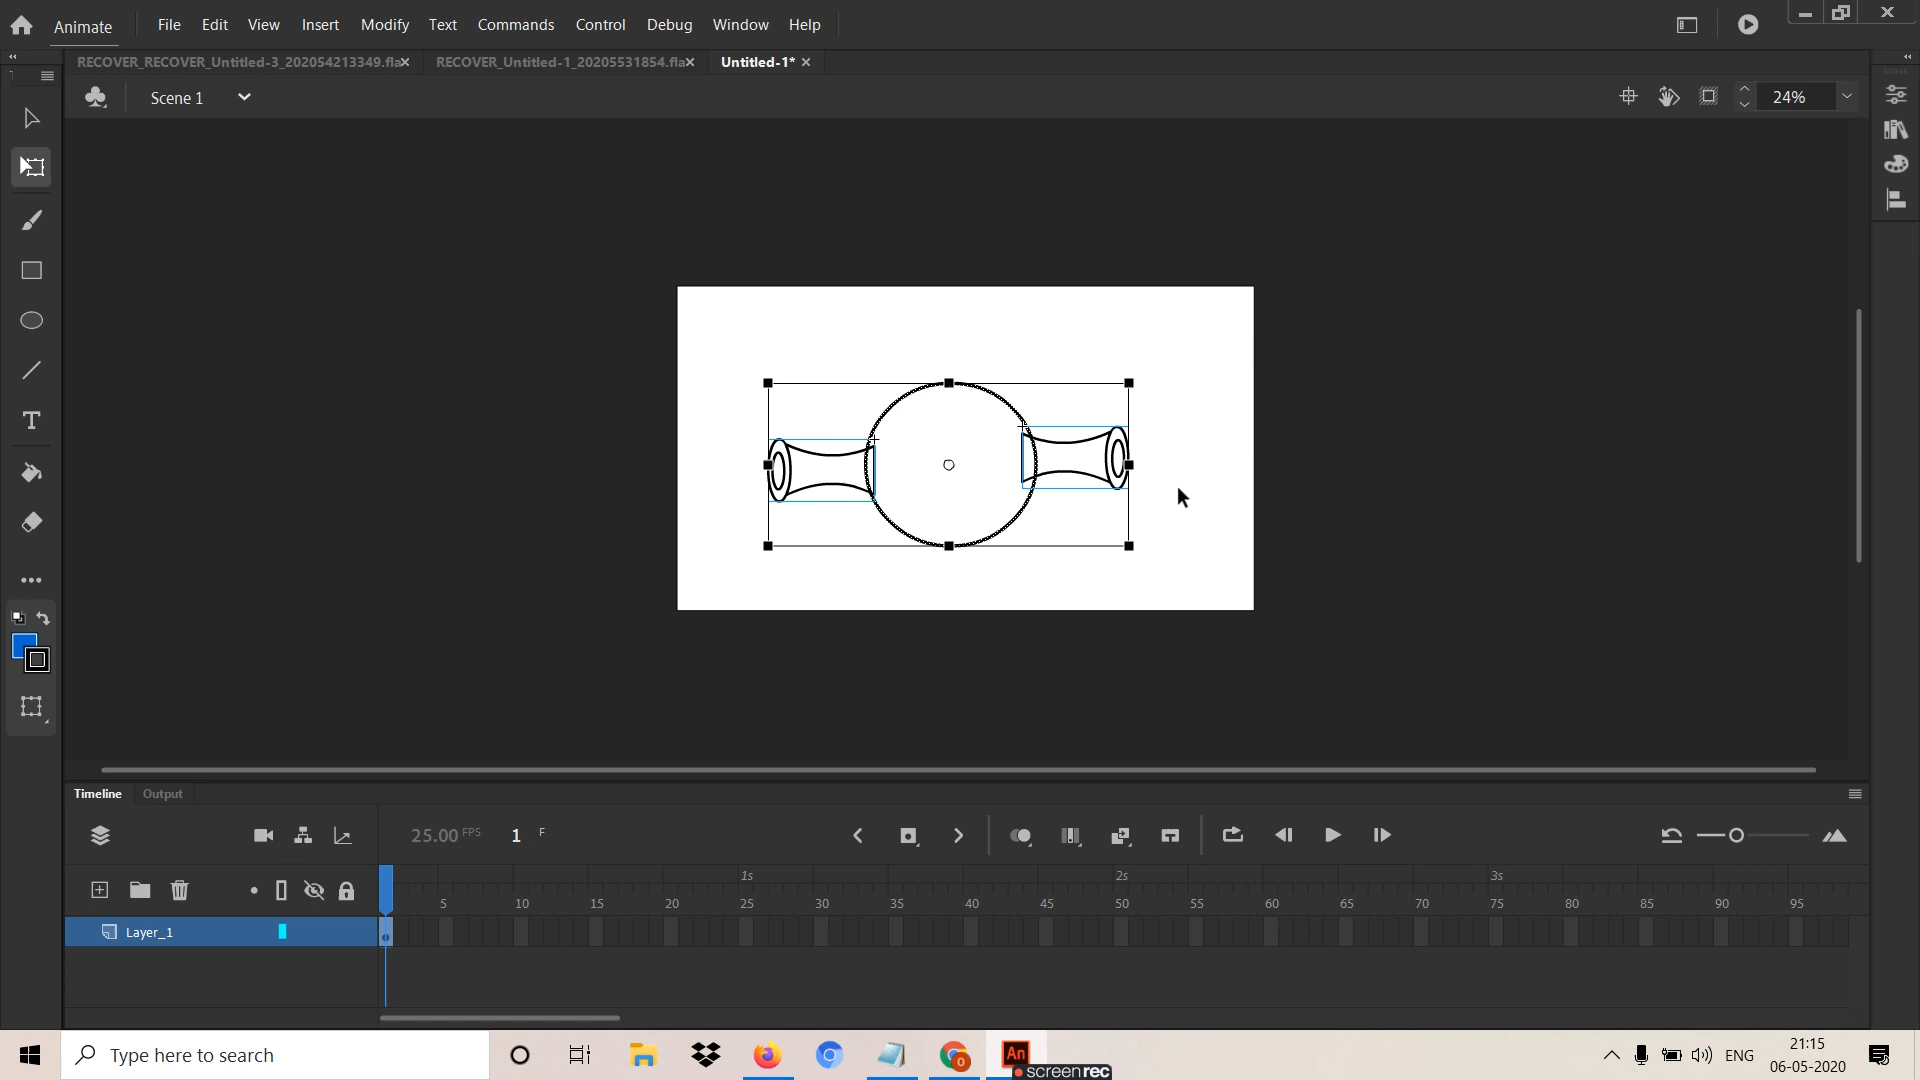 Animate File Edit View Insert Modify Text Commands Control Debug Window Help
RECOVER_RECOVER_Untitled-3_202054213349.fla RECOVER_Untitled-1_20205531854.fla Untitled-1*
Scene 1 24%
T
Timeline Output
25.00 FPS 1 F
1s 2s 3s
5 10 15 20 25 30 35 40 45 50 55 60 65 70 75 80 85 90 95
Layer_1
Type here to search
An
screenrec
ENG
21:15
06-05-2020